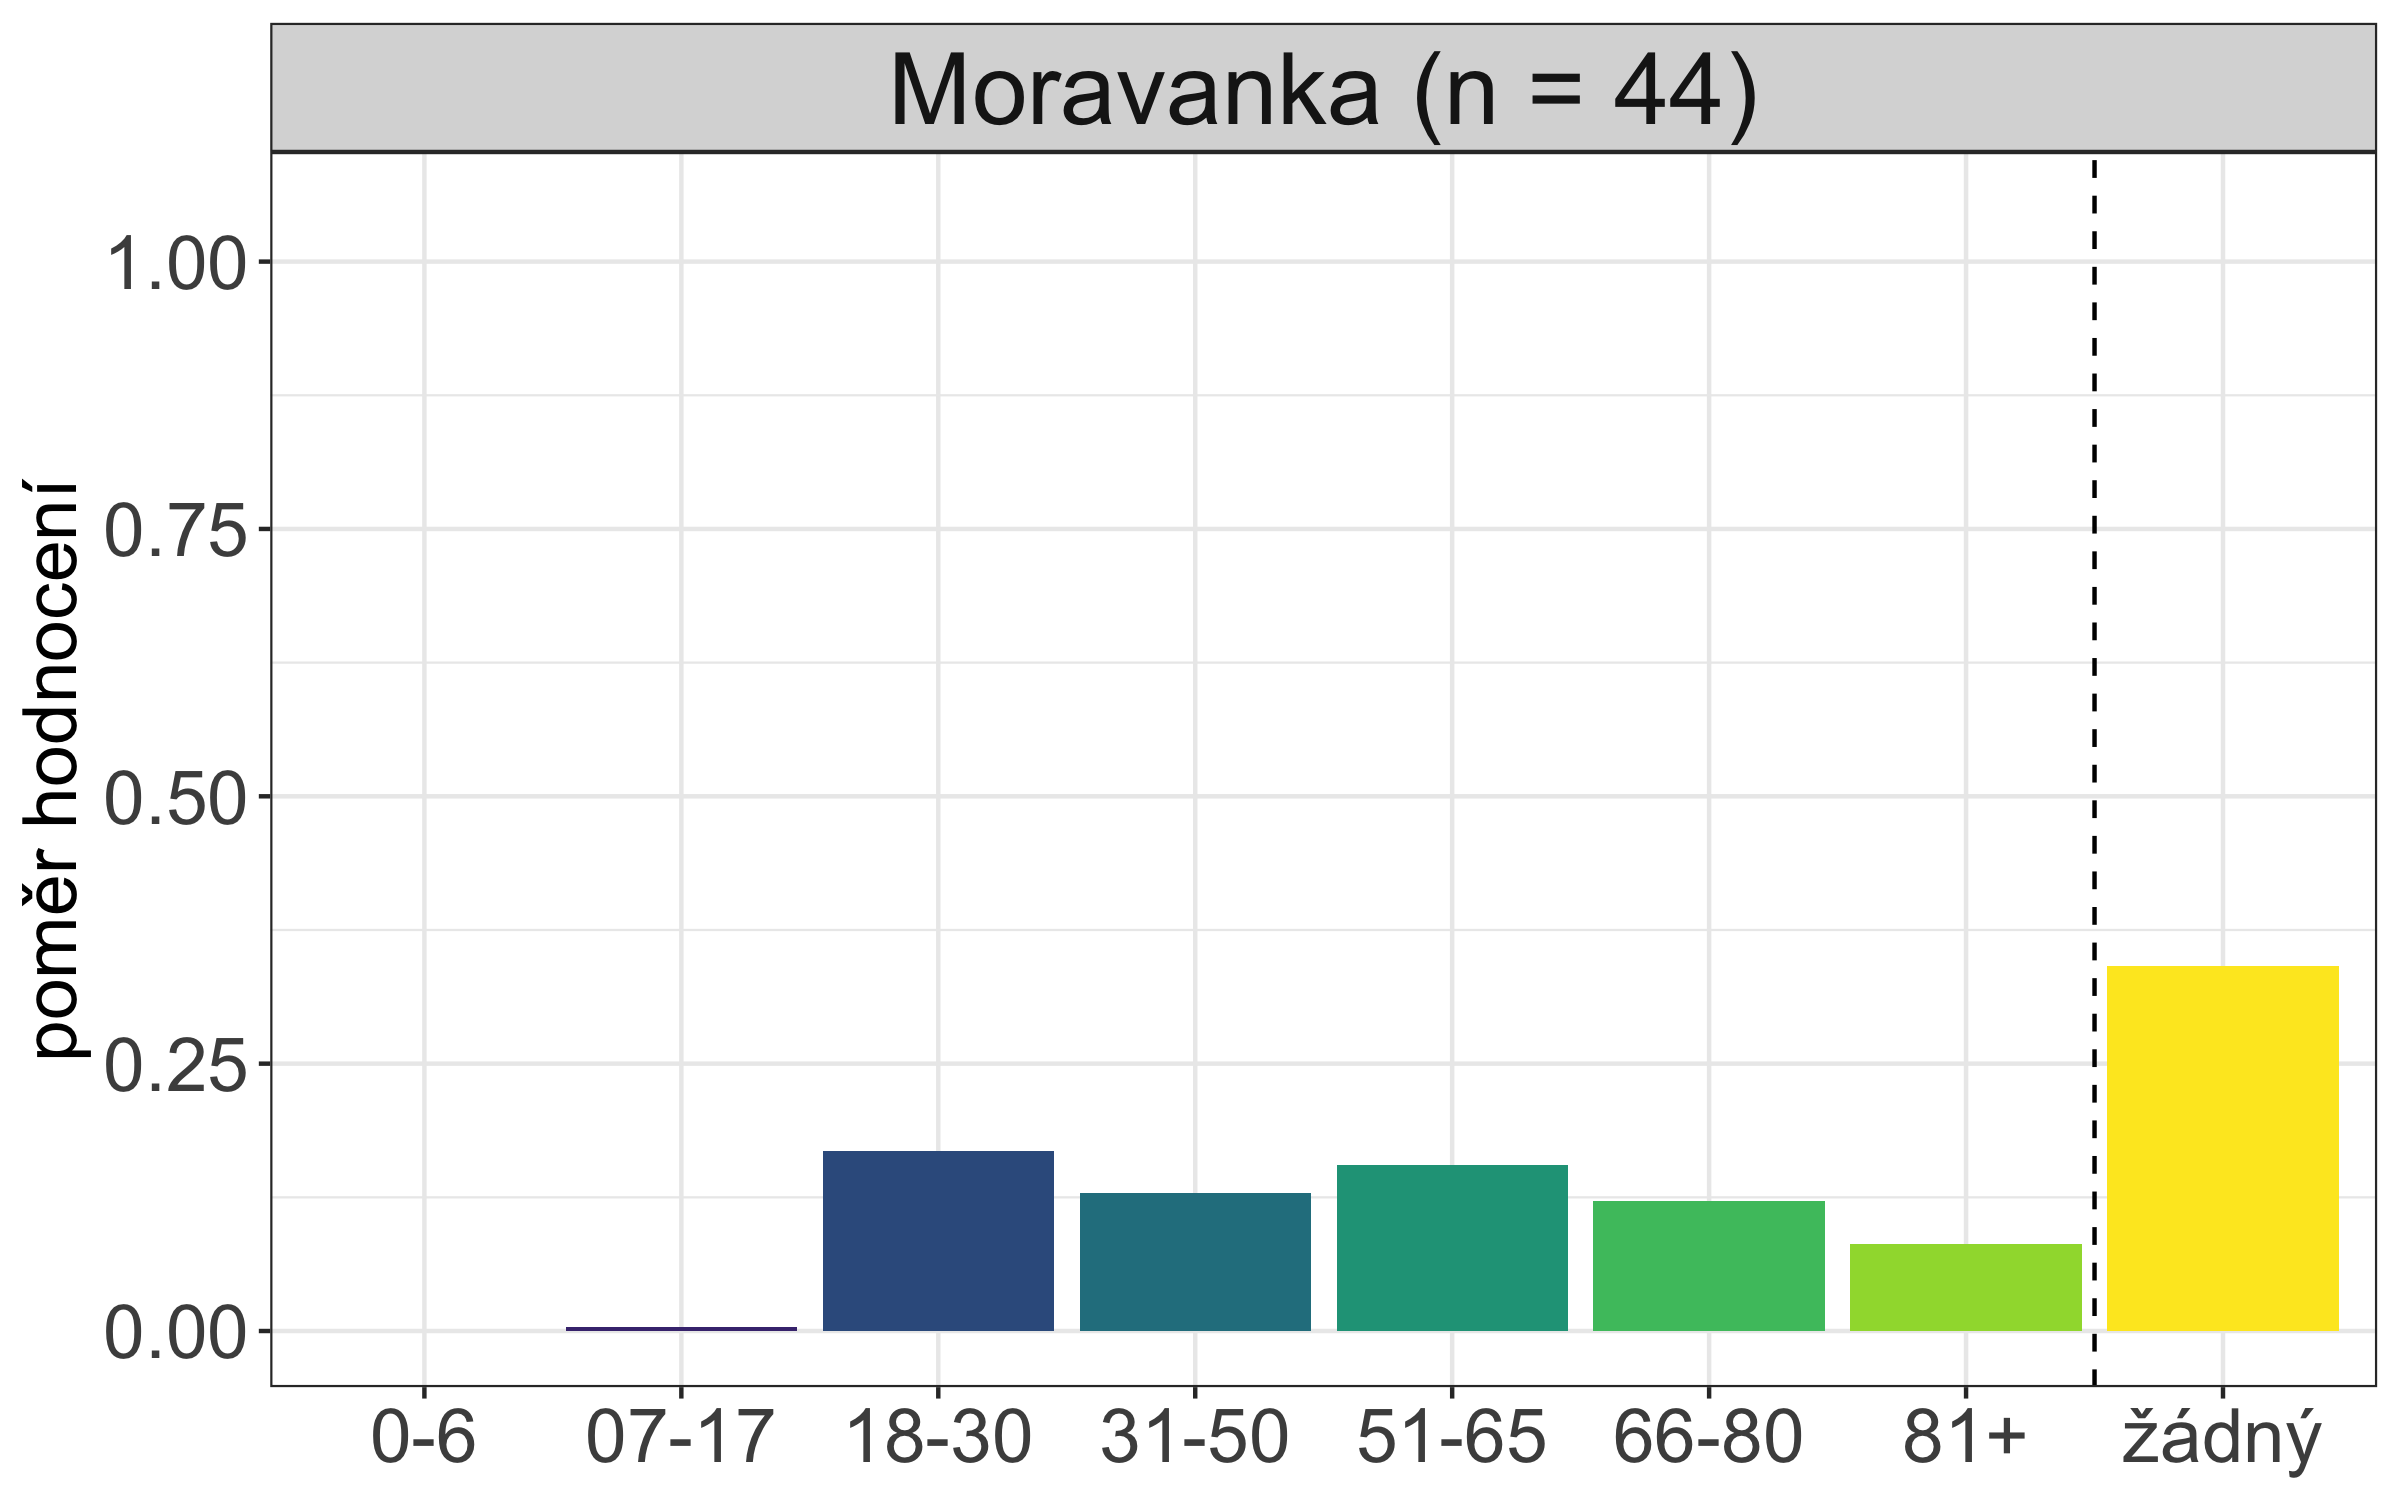 Moravanka (n = 44)
poměr hodnocení
1.00
0.75
0.50
0.25
0.00
0-6 07-17 18-30 31-50 51-65 66-80 81+ žádný